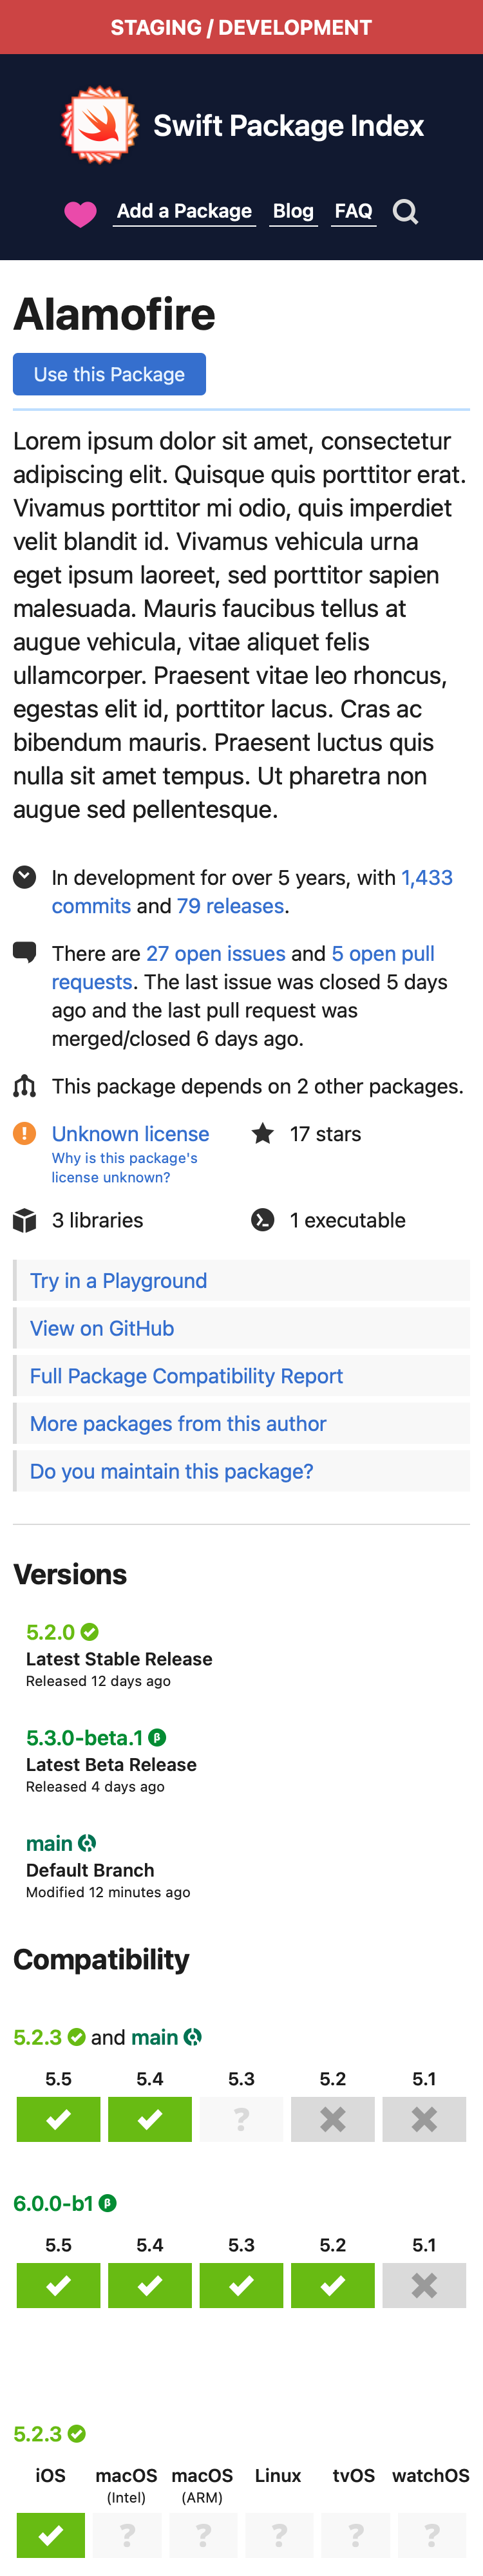 STAGING / DEVELOPMENT
Swift Package Index
Add a Package Blog FAQ
Alamofire
Use this Package
Lorem ipsum dolor sit amet, consectetur
adipiscing elit. Quisque quis porttitor erat.
Vivamus porttitor mi odio, quis imperdiet
velit blandit id. Vivamus vehicula urna
eget ipsum laoreet, sed porttitor sapien
malesuada. Mauris faucibus tellus at
augue vehicula, vitae aliquet felis
ullamcorper. Praesent vitae leo rhoncus,
egestas elit id, porttitor lacus. Cras ac
bibendum mauris. Praesent luctus quis
nulla sit amet tempus. Ut pharetra non
augue sed pellentesque.
In development for over 5 years, with 1,433
commits and 79 releases.
There are 27 open issues and 5 open pull
requests. The last issue was closed 5 days
ago and the last pull request was
merged/closed 6 days ago.
This package depends on 2 other packages.
Unknown license
Why is this package's
license unknown?
17 stars
3 libraries
1 executable
Try in a Playground
View on GitHub
Full Package Compatibility Report
More packages from this author
Do you maintain this package?
Versions
5.2.0
Latest Stable Release
Released 12 days ago
5.3.0-beta.1 β
Latest Beta Release
Released 4 days ago
main
Default Branch
Modified 12 minutes ago
Compatibility
5.2.3 and main
5.5 5.4 5.3 5.2 5.1
?
6.0.0-b1 β
5.5 5.4 5.3 5.2 5.1
5.2.3
iOS macOS macOS Linux tvOS watchOS
(Intel) (ARM)
? ? ? ? ?